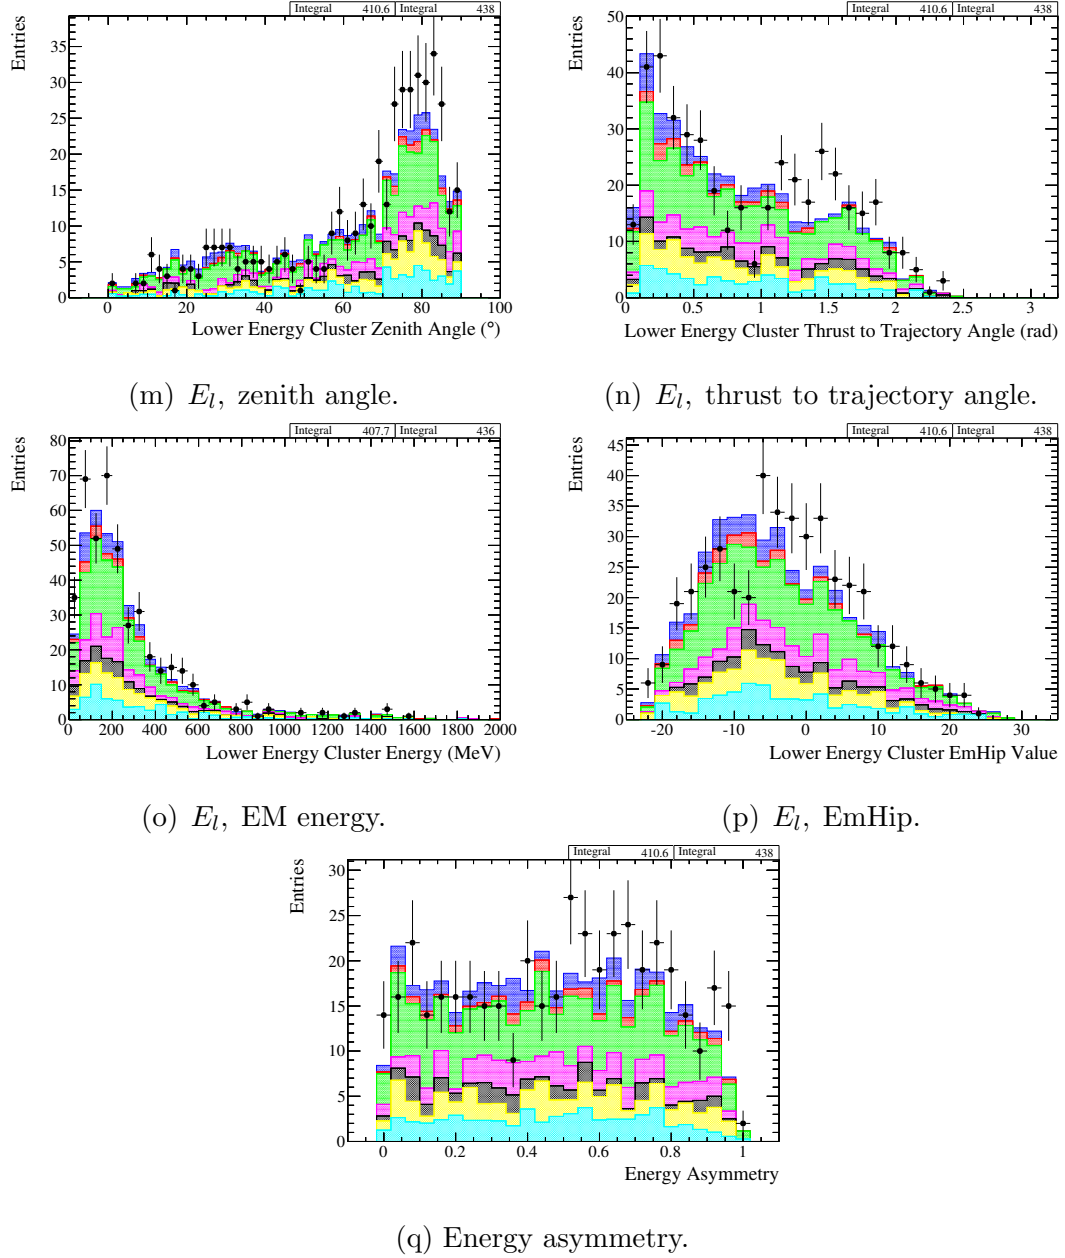 Integral 410.6 Integral 438
Entries
35
30
25
20
15
10
5
0
0 20 40 60 80 100
Lower Energy Cluster Zenith Angle (°)
(m) E_l, zenith angle.
Integral 410.6 Integral 438
Entries
50
40
30
20
10
0
0 0.5 1 1.5 2 2.5 3
Lower Energy Cluster Thrust to Trajectory Angle (rad)
(n) E_l, thrust to trajectory angle.
Integral 407.7 Integral 436
Entries
80
70
60
50
40
30
20
10
0
0 200 400 600 800 1000 1200 1400 1600 1800 2000
Lower Energy Cluster Energy (MeV)
(o) E_l, EM energy.
Integral 410.6 Integral 438
Entries
45
40
35
30
25
20
15
10
5
0
-20 -10 0 10 20 30
Lower Energy Cluster EmHip Value
(p) E_l, EmHip.
Integral 410.6 Integral 438
Entries
30
25
20
15
10
5
0
0 0.2 0.4 0.6 0.8 1
Energy Asymmetry
(q) Energy asymmetry.